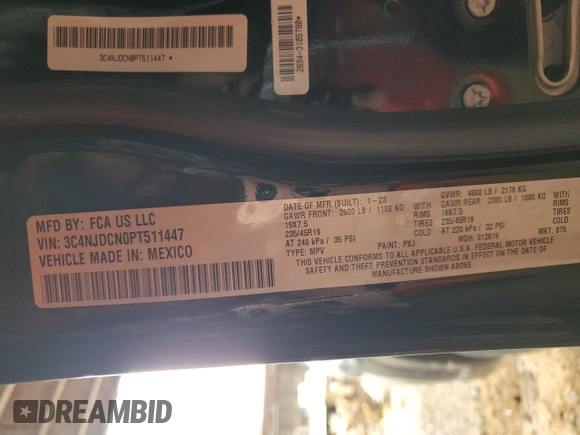 3C4NJDCN0PT511447 *
2694-3105780*
MFD BY: FCA US LLC
VIN: 3C4NJDCN0PT511447
VEHICLE MADE IN: MEXICO
DATE OF MFR (BUILT): 1-23
GVWR: 4800 LB / 2178 KG
GAWR FRONT: 2600 LB / 1180 KG
GAWR REAR: 2380 LB / 1080 KG
19X7.5
RIMS
19X7.5
RIMS
235/45R19
TIRES
235/45R19
TIRES
AT 240 kPa / 35 PSI
COLD
AT 220 kPa / 32 PSI
COLD
TYPE: MPV
PAINT: PXJ
MDH: 012619
MKT: 875
THIS VEHICLE CONFORMS TO ALL APPLICABLE U.S.A. FEDERAL MOTOR VEHICLE
SAFETY AND THEFT PREVENTION STANDARDS IN EFFECT ON THE DATE OF
MANUFACTURE SHOWN ABOVE.
DREAMBID